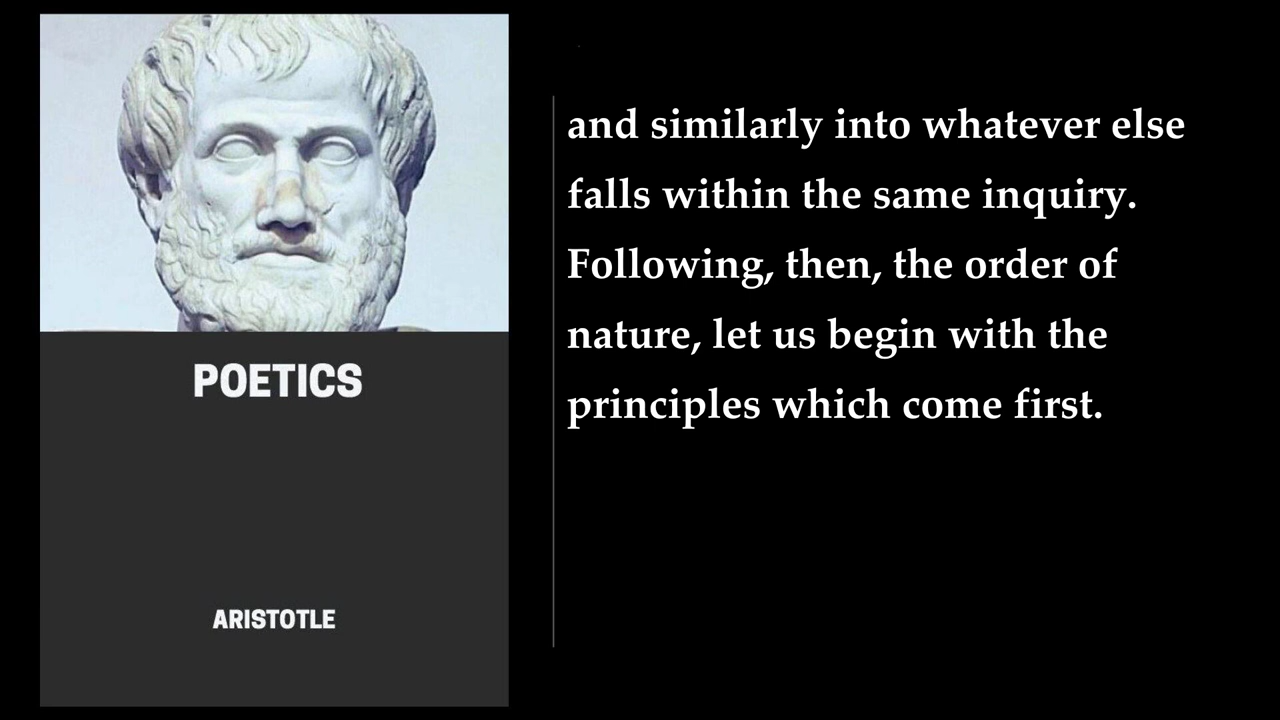 POETICS
ARISTOTLE
and similarly into whatever else
falls within the same inquiry.
Following, then, the order of
nature, let us begin with the
principles which come first.